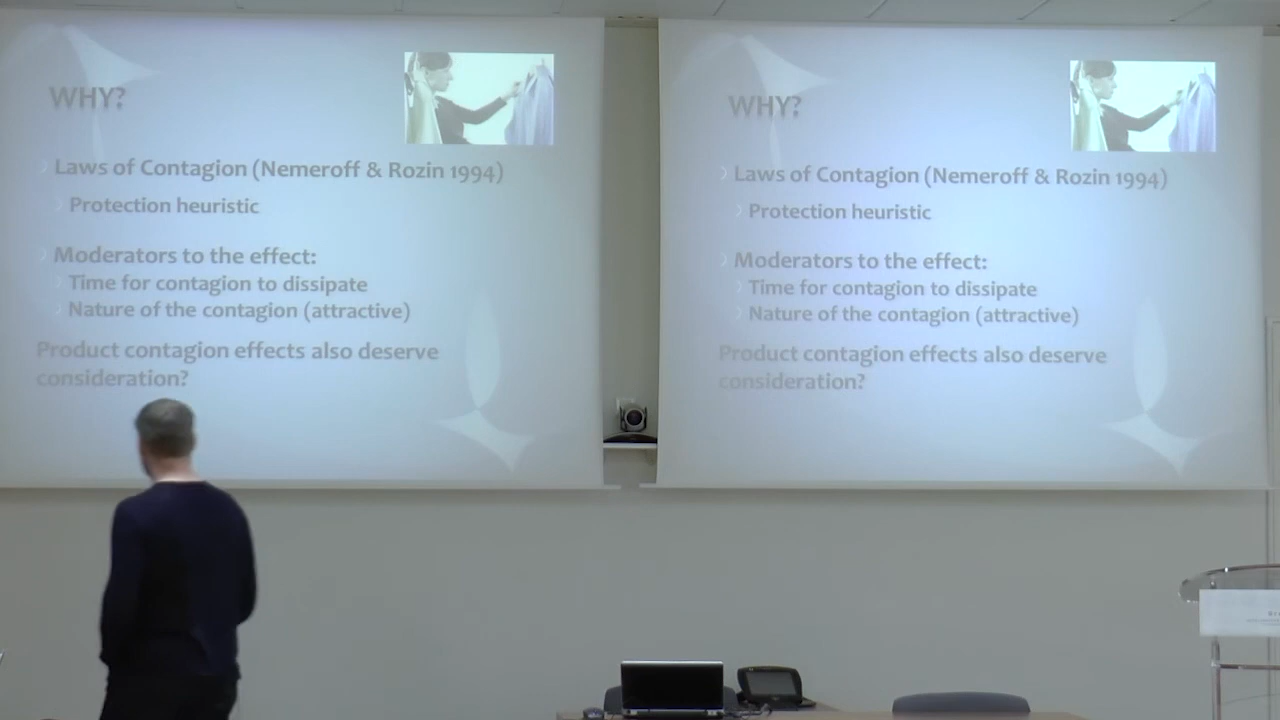 WHY?
Laws of Contagion (Nemeroff & Rozin 1994)
Protection heuristic
Moderators to the effect:
Time for contagion to dissipate
Nature of the contagion (attractive)
Product contagion effects also deserve
consideration?
WHY?
Laws of Contagion (Nemeroff & Rozin 1994)
Protection heuristic
Moderators to the effect:
Time for contagion to dissipate
Nature of the contagion (attractive)
Product contagion effects also deserve
consideration?